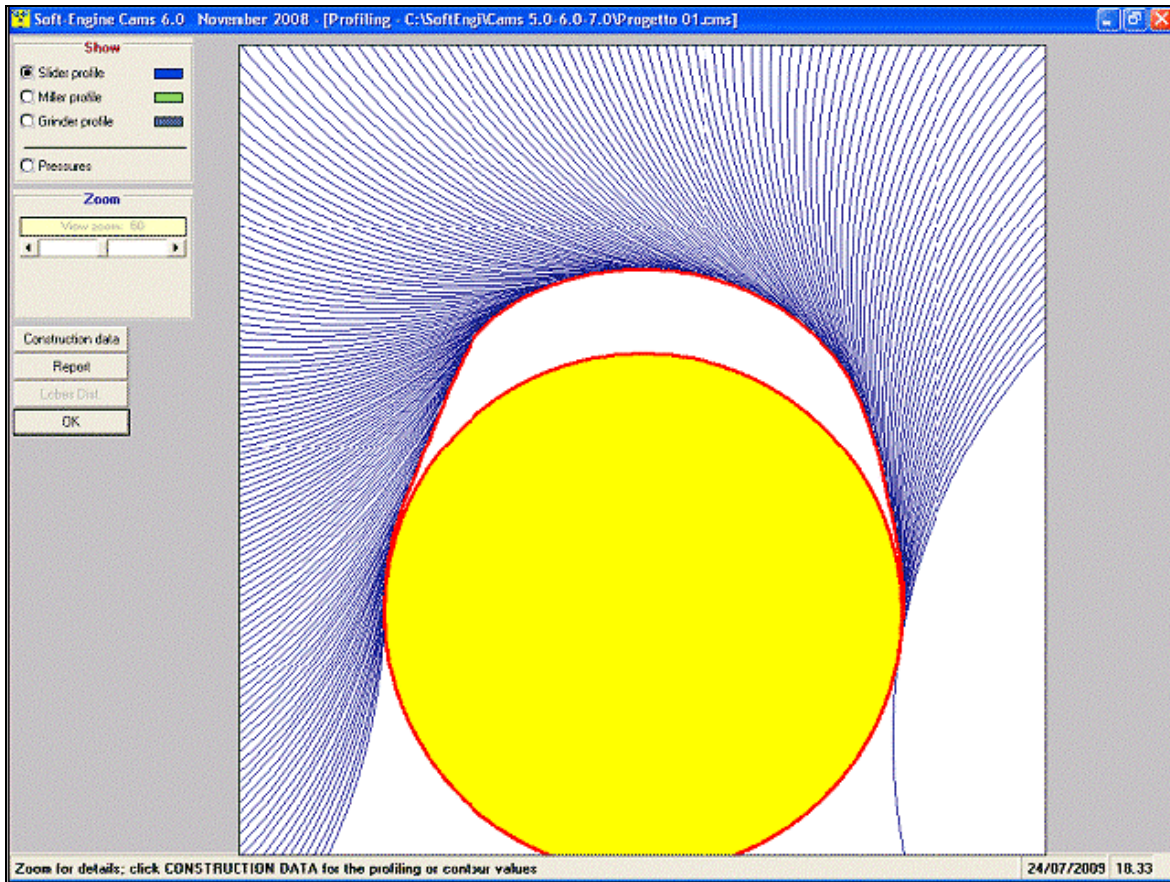 Soft-Engine Cams 6.0 November 2008 - [Profiling - C:\SoftEngi\Cams 5.0-6.0-7.0\Progetto 01.cms]
Show
Slider profile
Miller profile
Grinder profile
Pressures
Zoom
View zoom: 60
Construction data
Report
Lobes Dist.
OK
Zoom for details; click CONSTRUCTION DATA for the profiling or contour values
24/07/2009 18.33